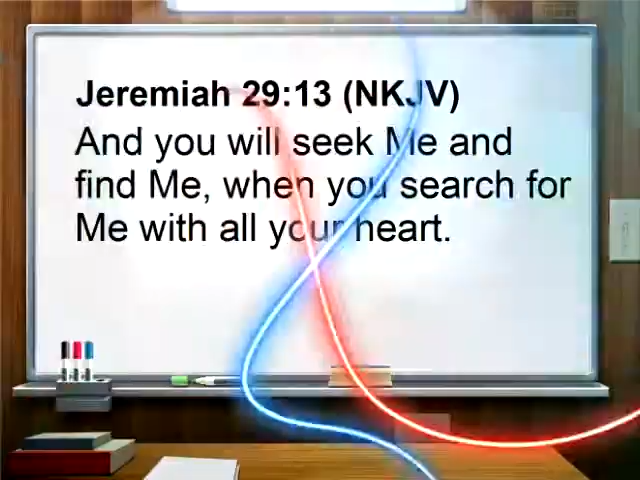 Jeremiah 29:13 (NKJV)
And you will seek Me and
find Me, when you search for
Me with all your heart.